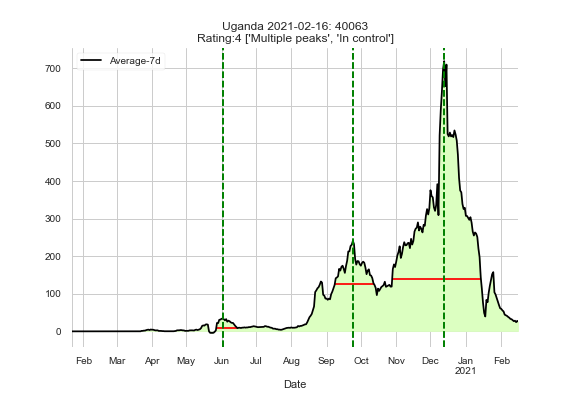 Uganda 2021-02-16: 40063
Rating:4 ['Multiple peaks', 'In control']
Average-7d
700
600
500
400
300
200
100
0
Feb Mar Apr May Jun Jul Aug Sep Oct Nov Dec Jan Feb
2021
Date